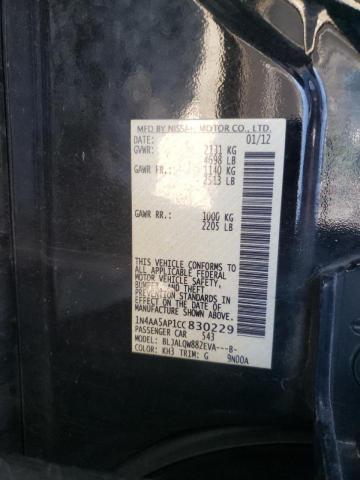 MFD BY NISSAN MOTOR CO., LTD.
DATE: 01/12
GVWR: 2131 KG
4698 LB
GAWR FR: 1140 KG
2513 LB
GAWR RR: 1000 KG
2205 LB
THIS VEHICLE CONFORMS TO ALL
APPLICABLE FEDERAL MOTOR
VEHICLE SAFETY,
BUMPER, AND THEFT
PREVENTION STANDARDS
IN EFFECT ON THE DATE OF
MANUFACTURE SHOWN ABOVE.
1N4AA5AP1CC830229
PASSENGER CAR 543
MODEL: BLJALQW882EVA---B-
COLOR: KH3 TRIM: G 9N00A